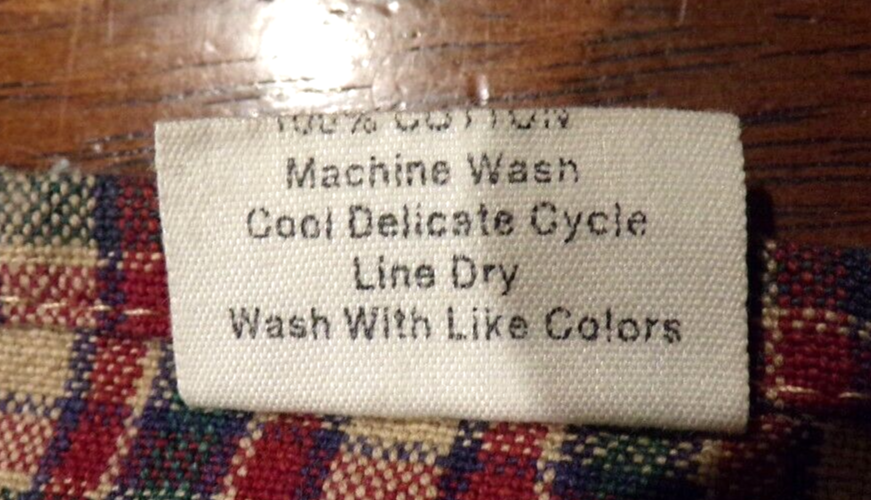 100% COTTON
Machine Wash
Cool Delicate Cycle
Line Dry
Wash With Like Colors